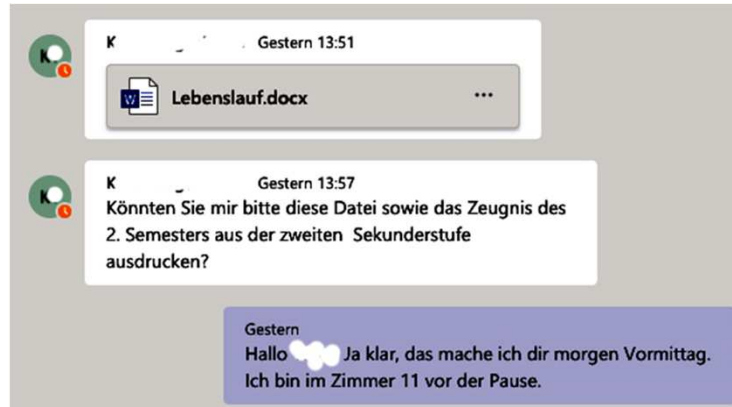 K Gestern 13:51
Lebenslauf.docx
K Gestern 13:57
Könnten Sie mir bitte diese Datei sowie das Zeugnis des
2. Semesters aus der zweiten Sekunderstufe
ausdrucken?
Gestern
Hallo Ja klar, das mache ich dir morgen Vormittag.
Ich bin im Zimmer 11 vor der Pause.